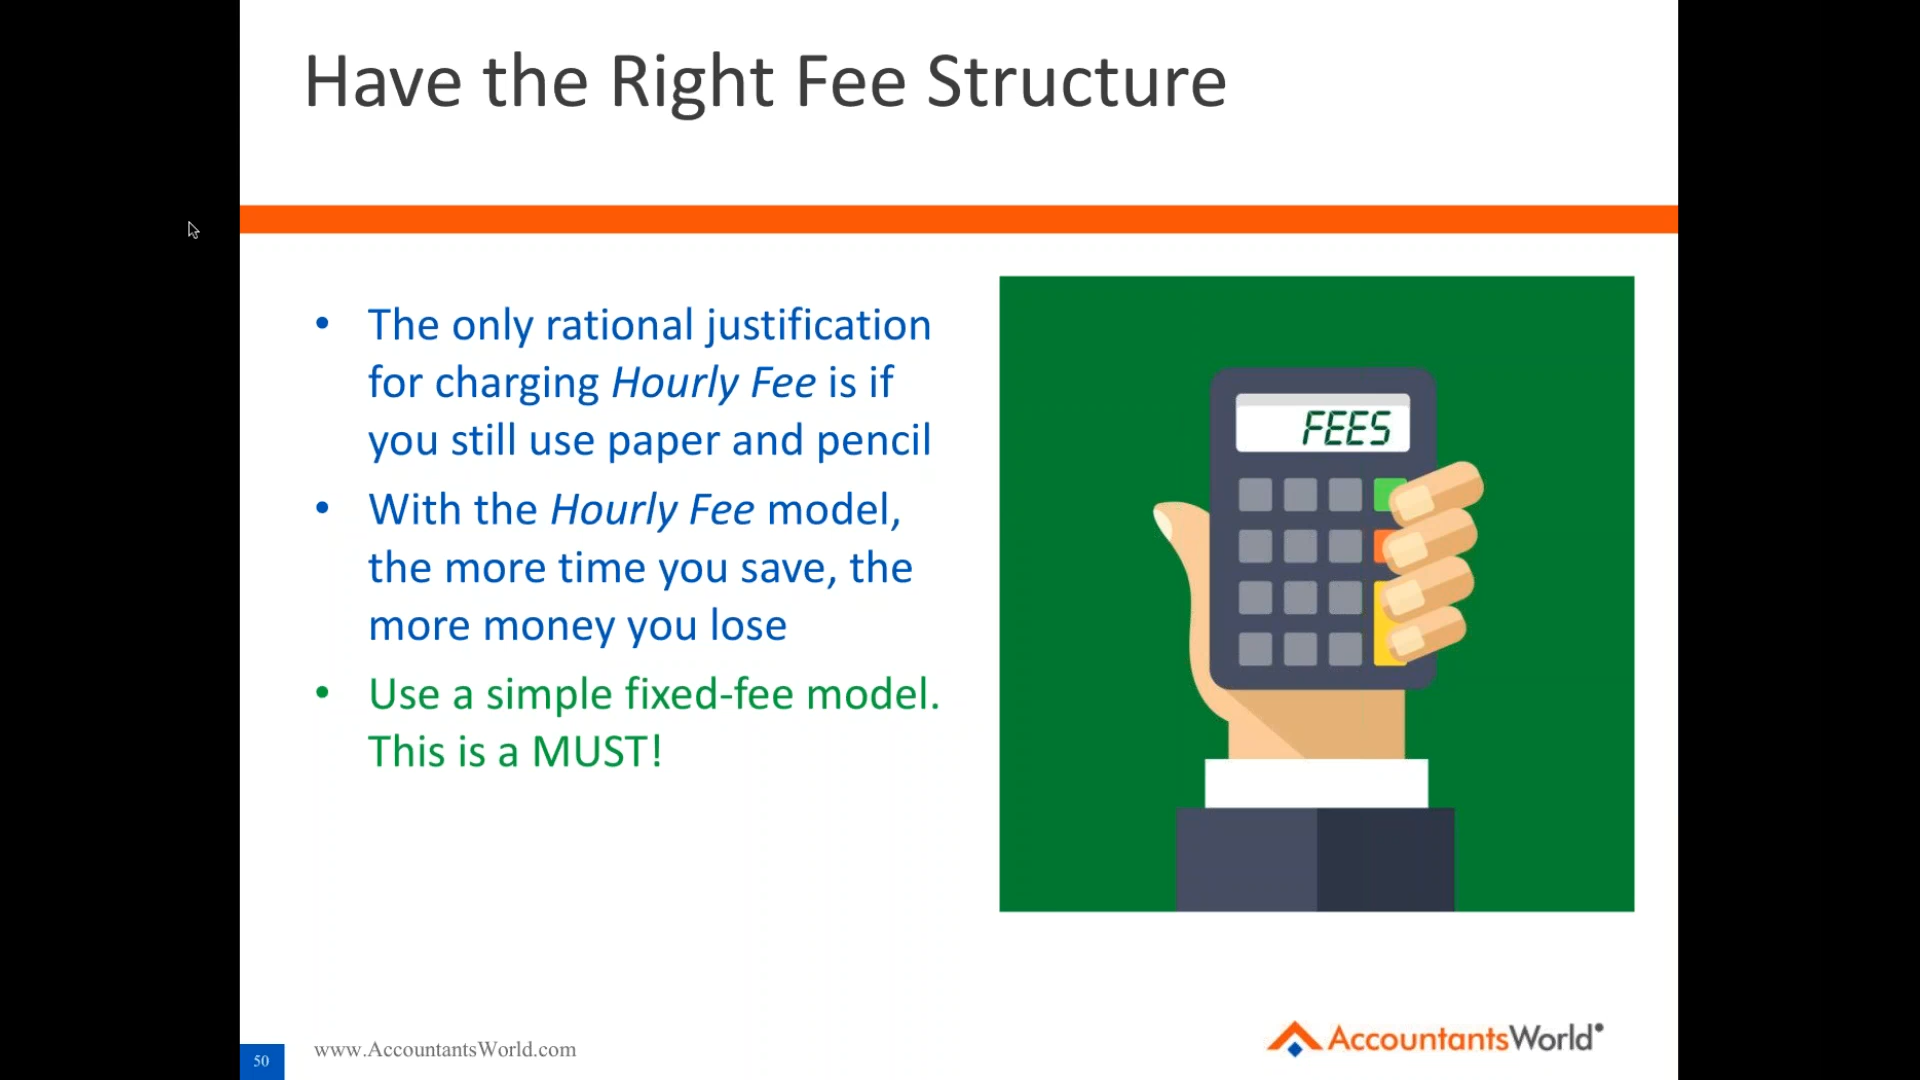 Have the Right Fee Structure
• The only rational justification
for charging Hourly Fee is if
you still use paper and pencil
• With the Hourly Fee model,
the more time you save, the
more money you lose
• Use a simple fixed-fee model.
This is a MUST!
FEES
50
www.AccountantsWorld.com
AccountantsWorld